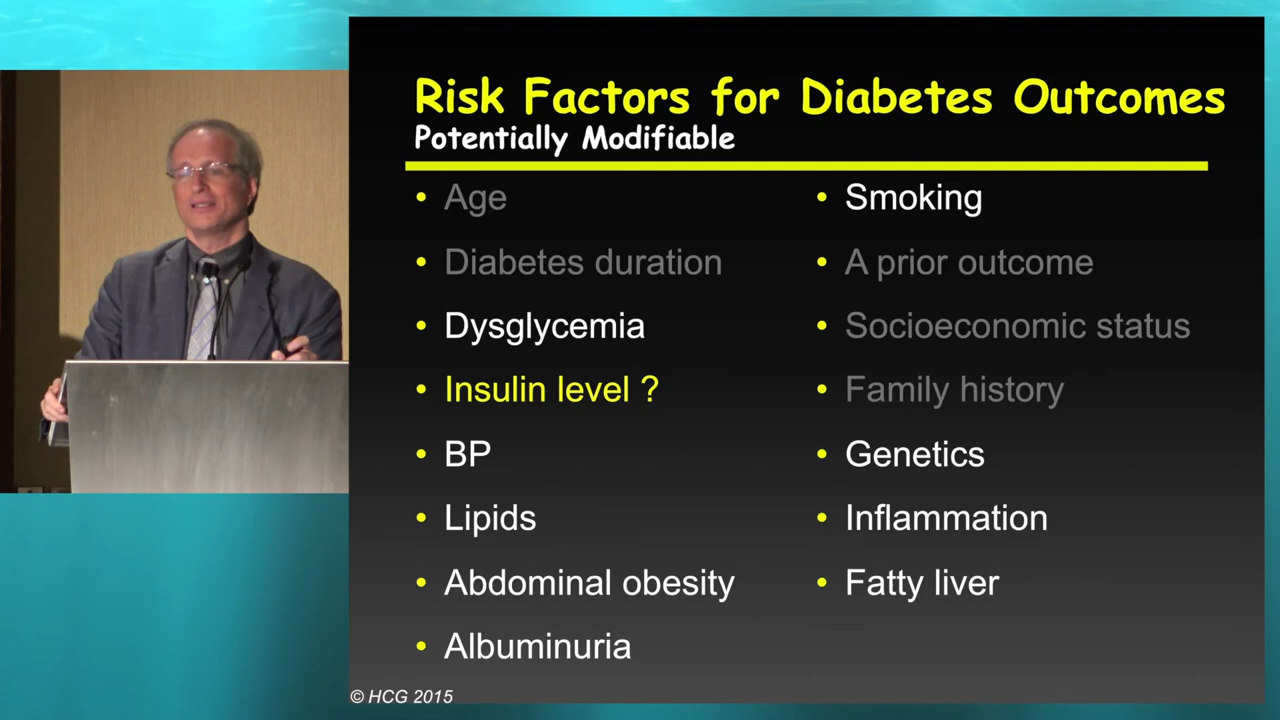 Risk Factors for Diabetes Outcomes
Potentially Modifiable
• Age
• Diabetes duration
• Dysglycemia
• Insulin level ?
• BP
• Lipids
• Abdominal obesity
• Albuminuria
• Smoking
• A prior outcome
• Socioeconomic status
• Family history
• Genetics
• Inflammation
• Fatty liver
© HCG 2015